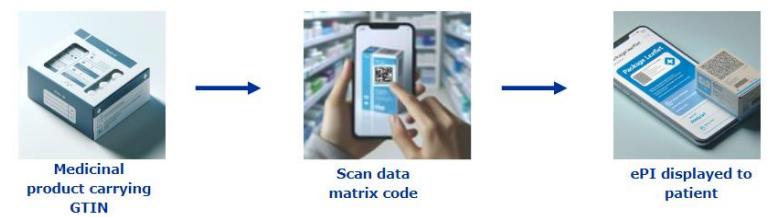 Medicinal
product carrying
GTIN
Scan data
matrix code
Package Leaflet
ePI displayed to
patient